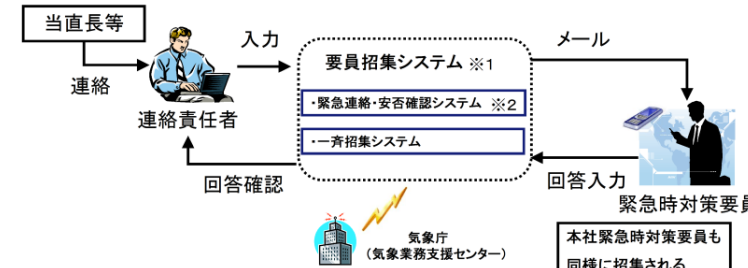 当直長等
連絡
連絡責任者
入力
要員招集システム ※1
・緊急連絡・安否確認システム ※2
・一斉招集システム
メール
回答確認
回答入力
緊急時対策要員
気象庁
(気象業務支援センター)
本社緊急時対策要員も
同様に招集される